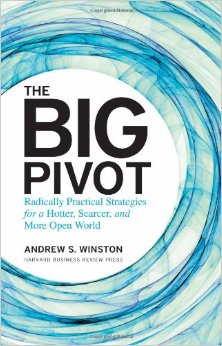 THE
BIG
PIVOT
Radically Practical Strategies
for a Hotter, Scarcer, and
More Open World
ANDREW S. WINSTON
HARVARD BUSINESS REVIEW PRESS